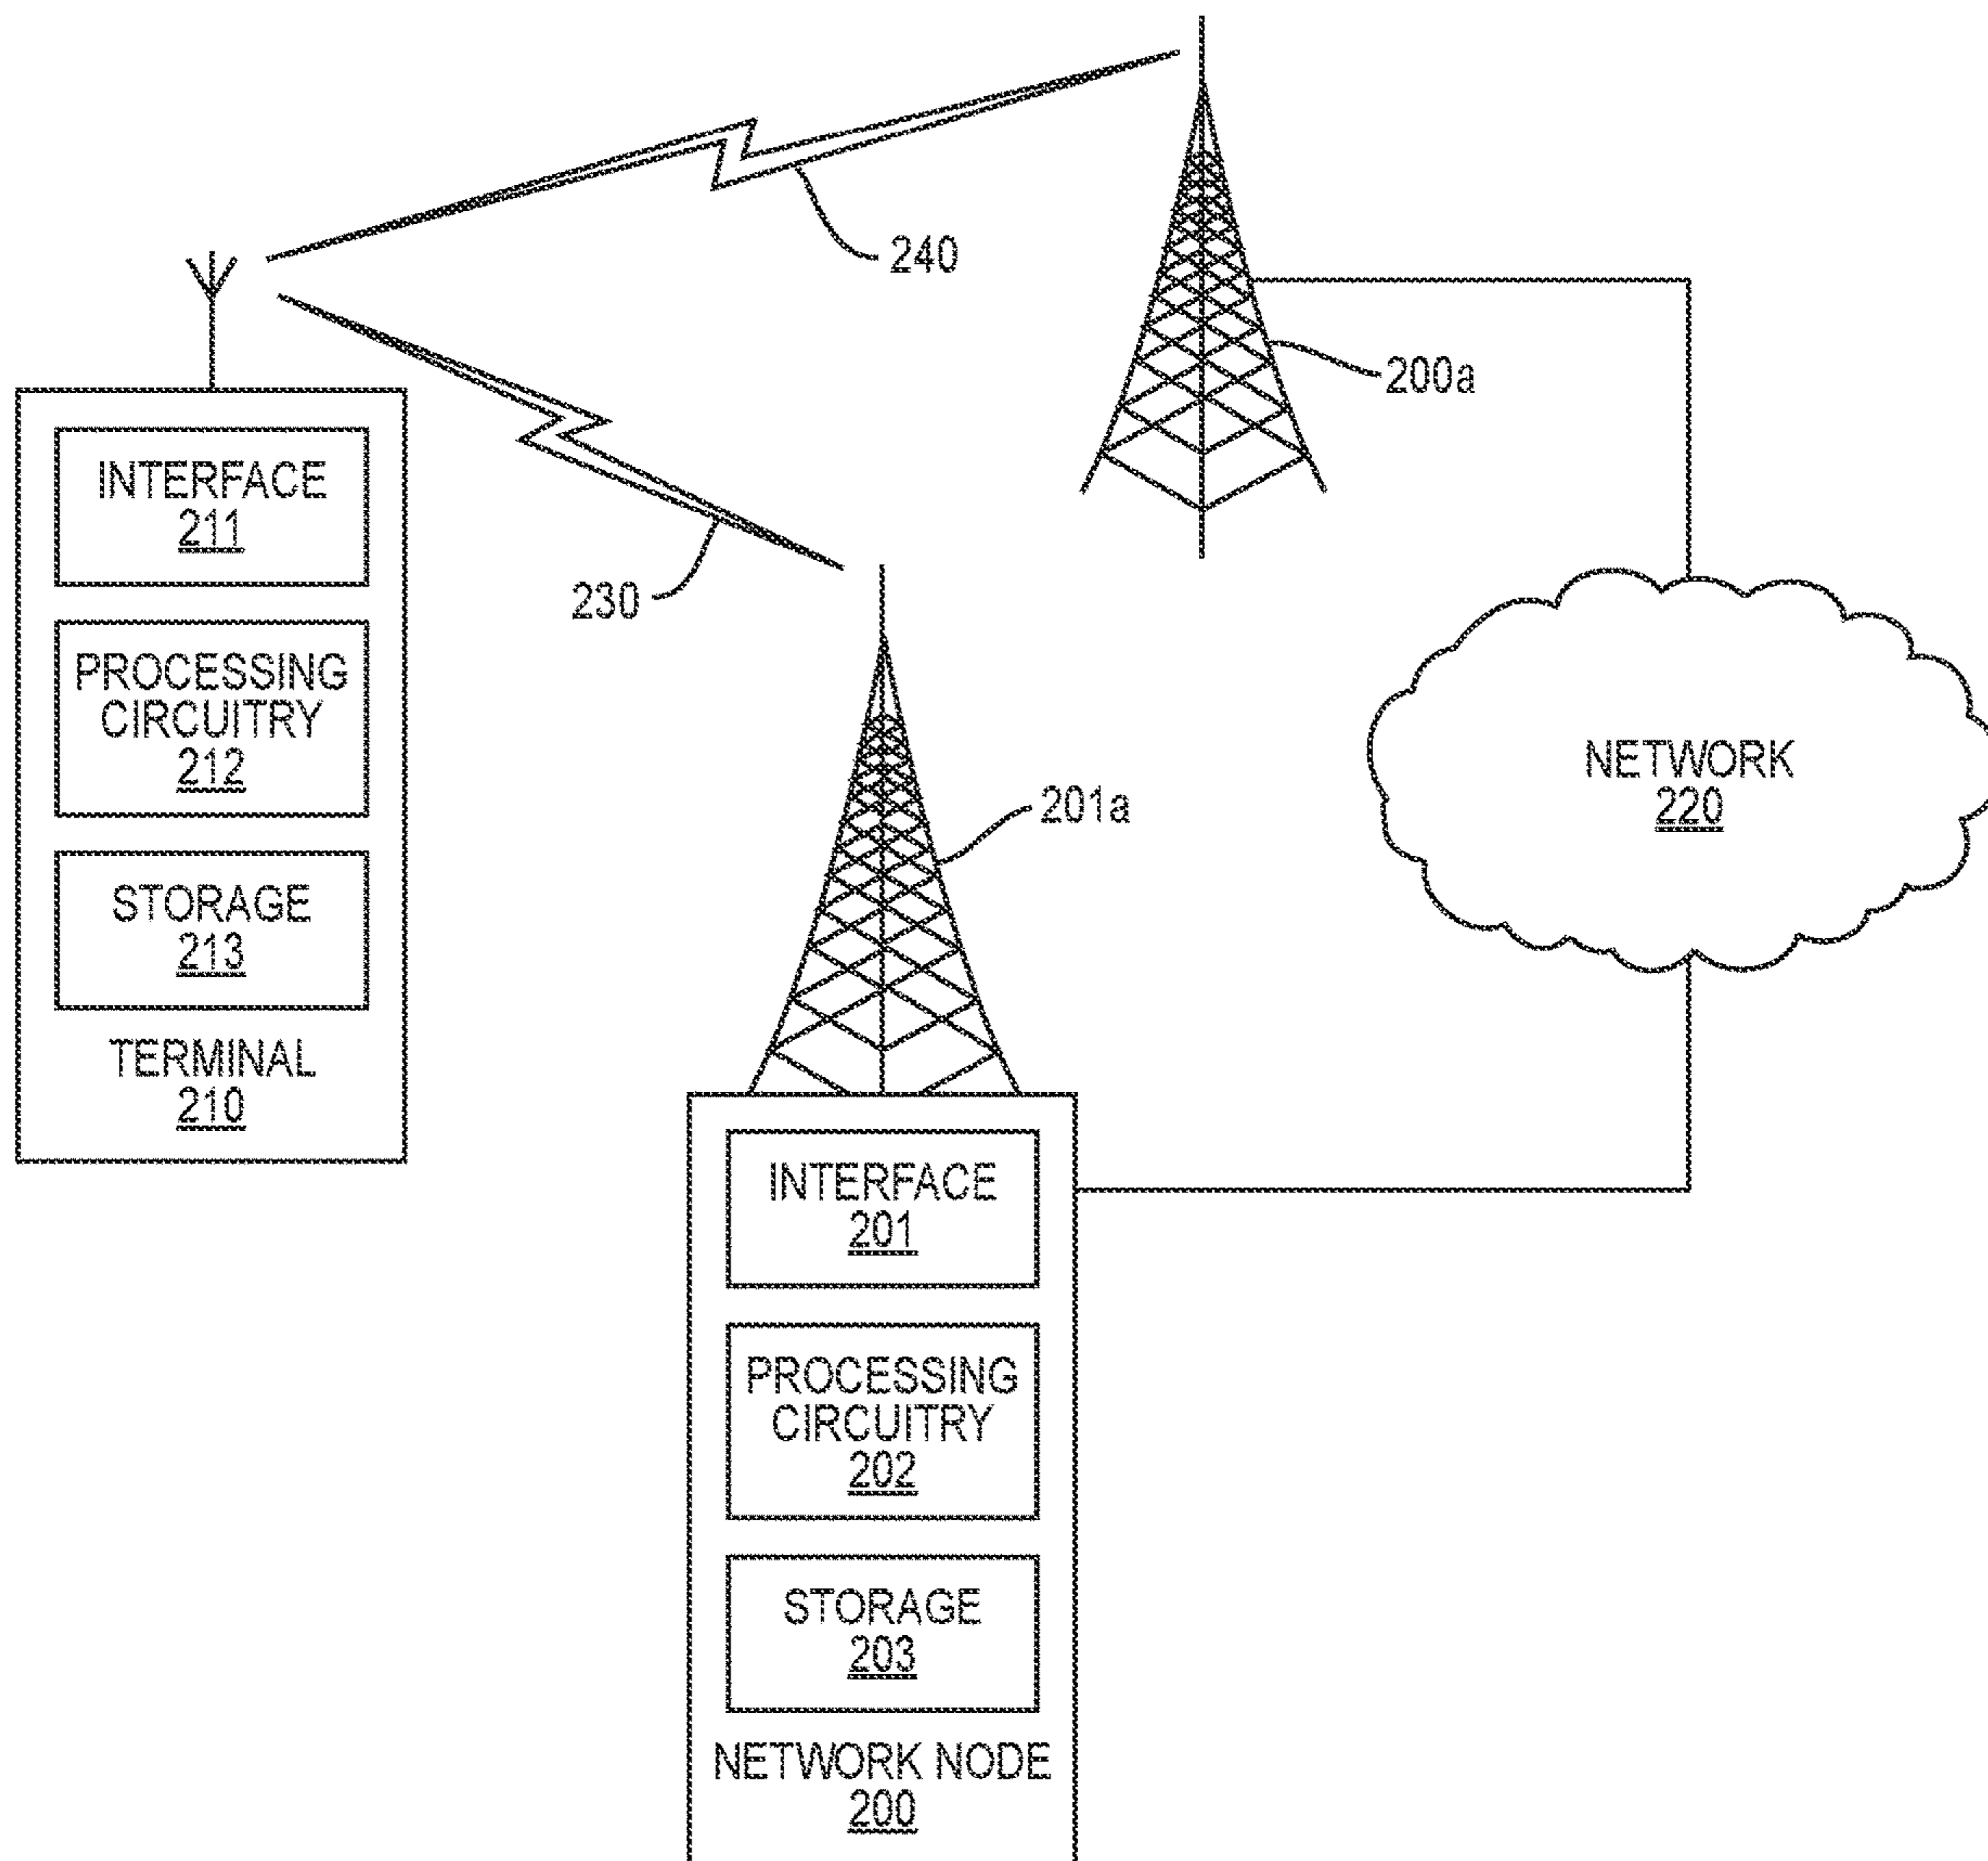 240
200a
INTERFACE
211
230
PROCESSING
CIRCUITRY
212
NETWORK
220
201a
STORAGE
213
TERMINAL
210
INTERFACE
201
PROCESSING
CIRCUITRY
202
STORAGE
203
NETWORK NODE
200